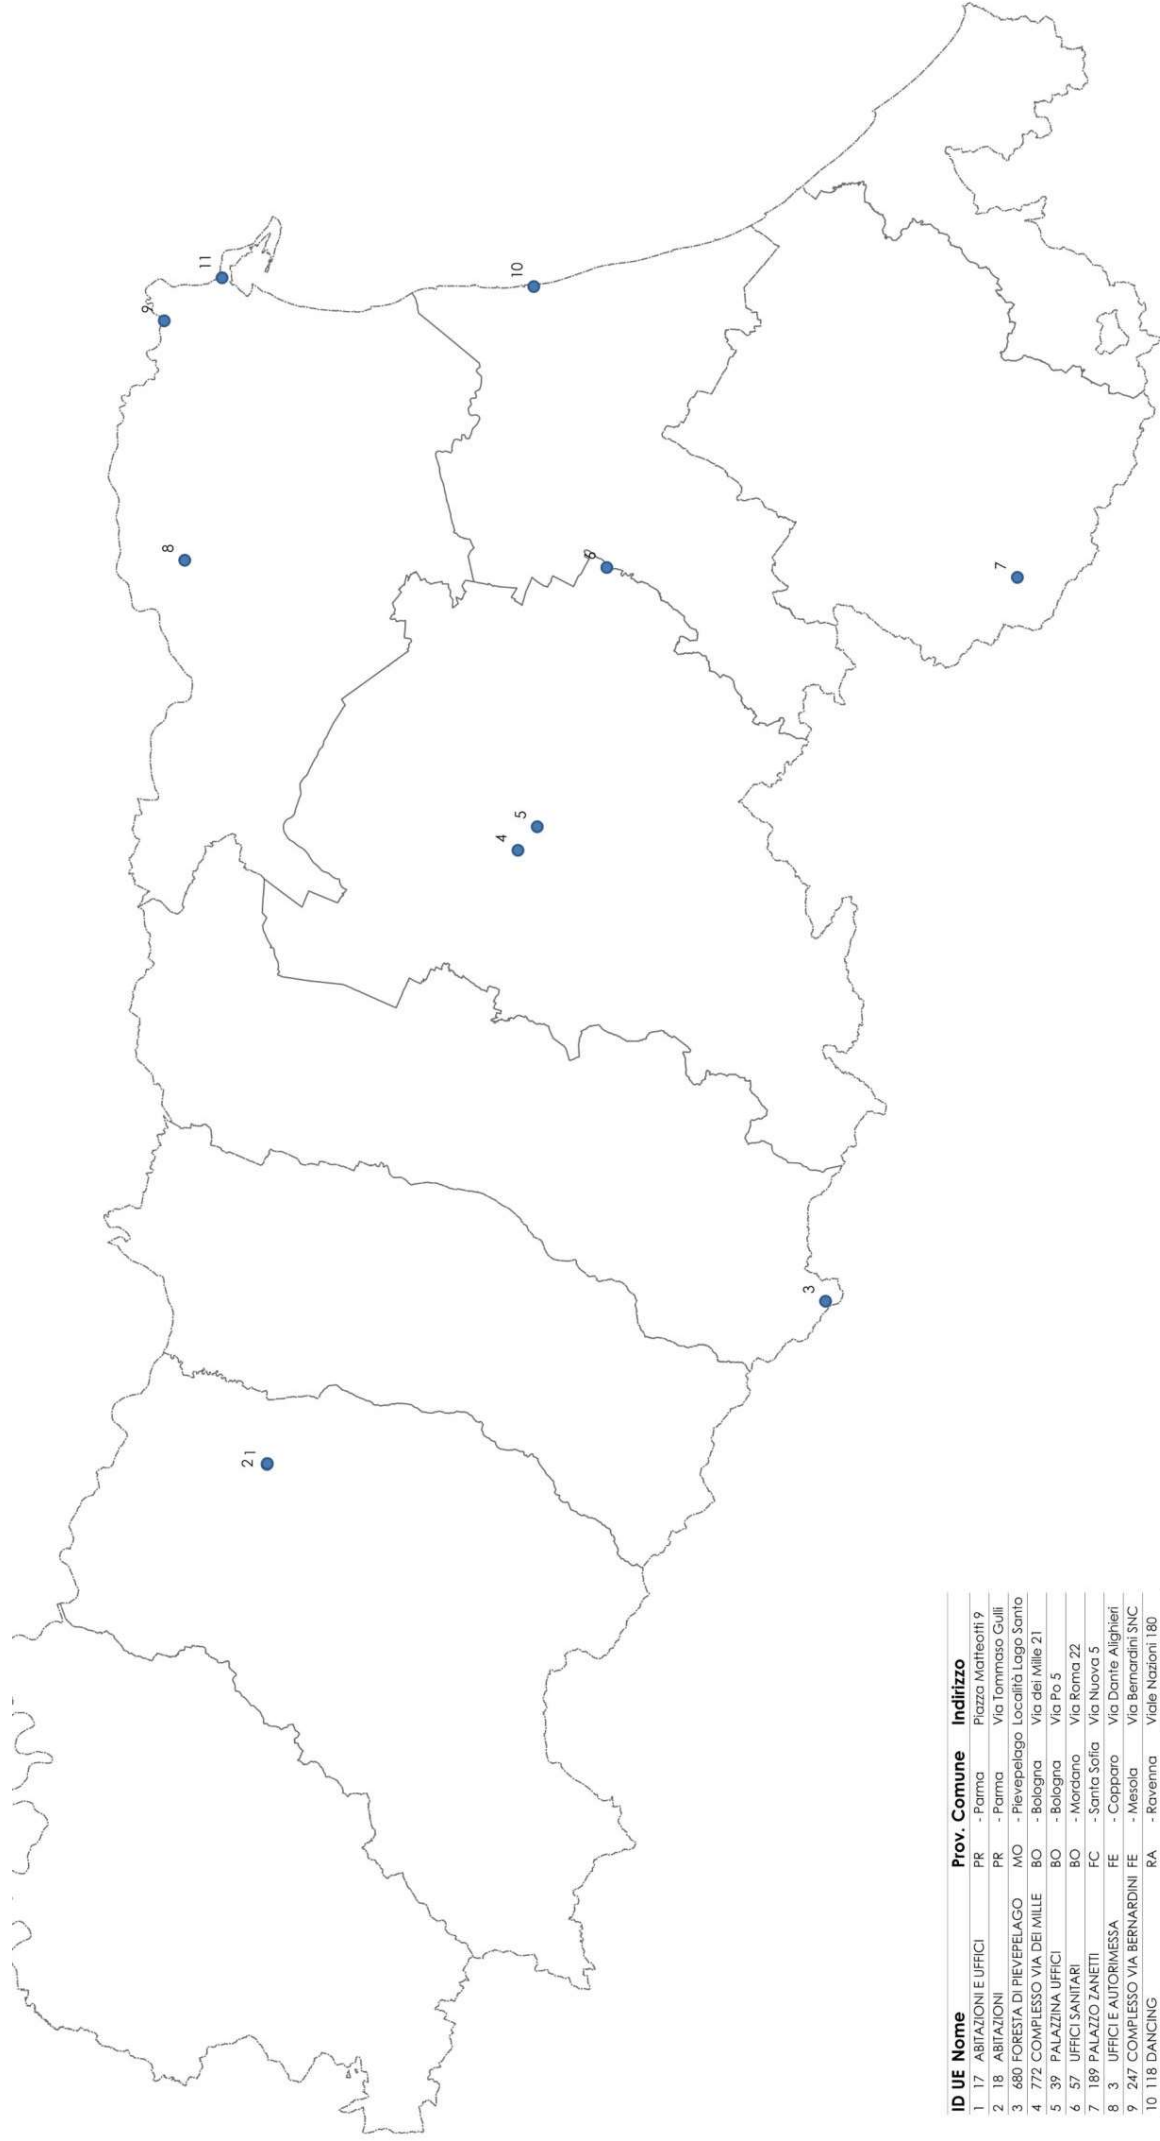 9
11
8
2 1
4
5
10
6
3
7
ID UE Nome Prov. Comune Indirizzo
1 17 ABITAZIONI E UFFICI PR - Parma Piazza Matteotti 9
2 18 ABITAZIONI PR - Parma Via Tommaso Gulli
3 680 FORESTA DI PIEVEPELAGO MO - Pievepelago Località Lago Santo
4 772 COMPLESSO VIA DEI MILLE BO - Bologna Via dei Mille 21
5 39 PALAZZINA UFFICI BO - Bologna Via Po 5
6 57 UFFICI SANITARI BO - Mordano Via Roma 22
7 189 PALAZZO ZANETTI FC - Santa Sofia Via Nuova 5
8 3 UFFICI E AUTORIMESSA FE - Copparo Via Dante Alighieri
9 247 COMPLESSO VIA BERNARDINI FE - Mesola Via Bernardini SNC
10 118 DANCING RA - Ravenna Viale Nazioni 180